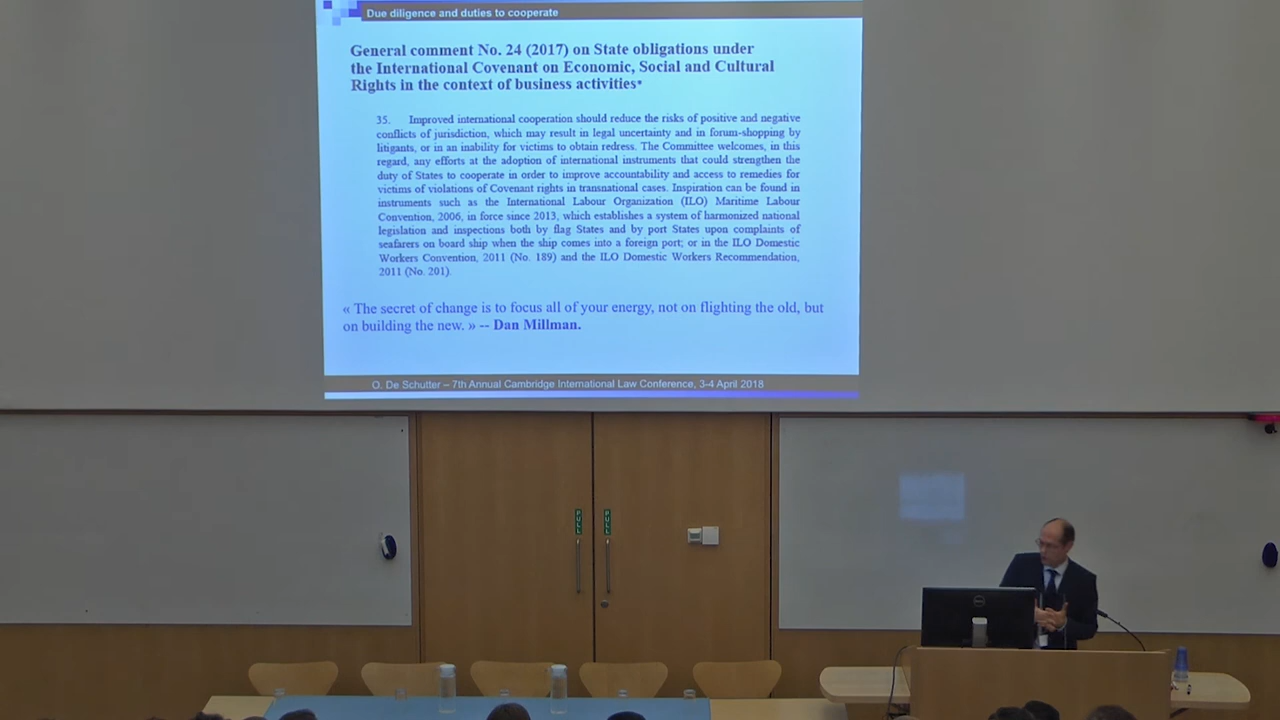 Due diligence and duties to cooperate
General comment No. 24 (2017) on State obligations under
the International Covenant on Economic, Social and Cultural
Rights in the context of business activities*
35. Improved international cooperation should reduce the risks of positive and negative
conflicts of jurisdiction, which may result in legal uncertainty and in forum-shopping by
litigants, or in an inability for victims to obtain redress. The Committee welcomes, in this
regard, any efforts at the adoption of international instruments that could strengthen the
duty of States to cooperate in order to improve accountability and access to remedies for
victims of violations of Covenant rights in transnational cases. Inspiration can be found in
instruments such as the International Labour Organization (ILO) Maritime Labour
Convention, 2006, in force since 2013, which establishes a system of harmonized national
legislation and inspections both by flag States and by port States upon complaints of
seafarers on board ship when the ship comes into a foreign port; or in the ILO Domestic
Workers Convention, 2011 (No. 189) and the ILO Domestic Workers Recommendation,
2011 (No. 201).
« The secret of change is to focus all of your energy, not on flighting the old, but
on building the new. » -- Dan Millman.
O. De Schutter – 7th Annual Cambridge International Law Conference, 3-4 April 2018
PULL
PULL
DELL